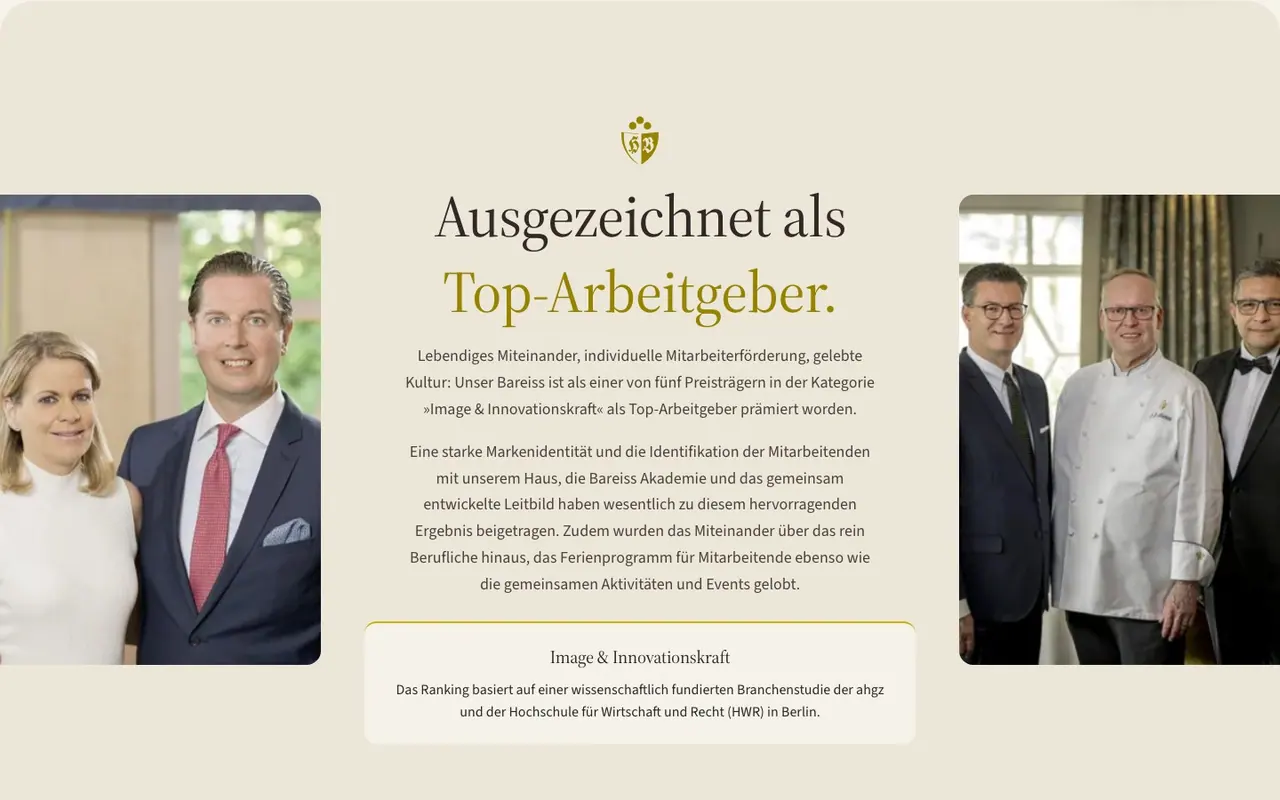 HB
Ausgezeichnet als
Top-Arbeitgeber.
Lebendiges Miteinander, individuelle Mitarbeiterförderung, gelebte
Kultur: Unser Bareiss ist als einer von fünf Preisträgern in der Kategorie
»Image & Innovationskraft« als Top-Arbeitgeber prämiert worden.
Eine starke Markenidentität und die Identifikation der Mitarbeitenden
mit unserem Haus, die Bareiss Akademie und das gemeinsam
entwickelte Leitbild haben wesentlich zu diesem hervorragenden
Ergebnis beigetragen. Zudem wurden das Miteinander über das rein
Berufliche hinaus, das Ferienprogramm für Mitarbeitende ebenso wie
die gemeinsamen Aktivitäten und Events gelobt.
Image & Innovationskraft
Das Ranking basiert auf einer wissenschaftlich fundierten Branchenstudie der ahgz
und der Hochschule für Wirtschaft und Recht (HWR) in Berlin.